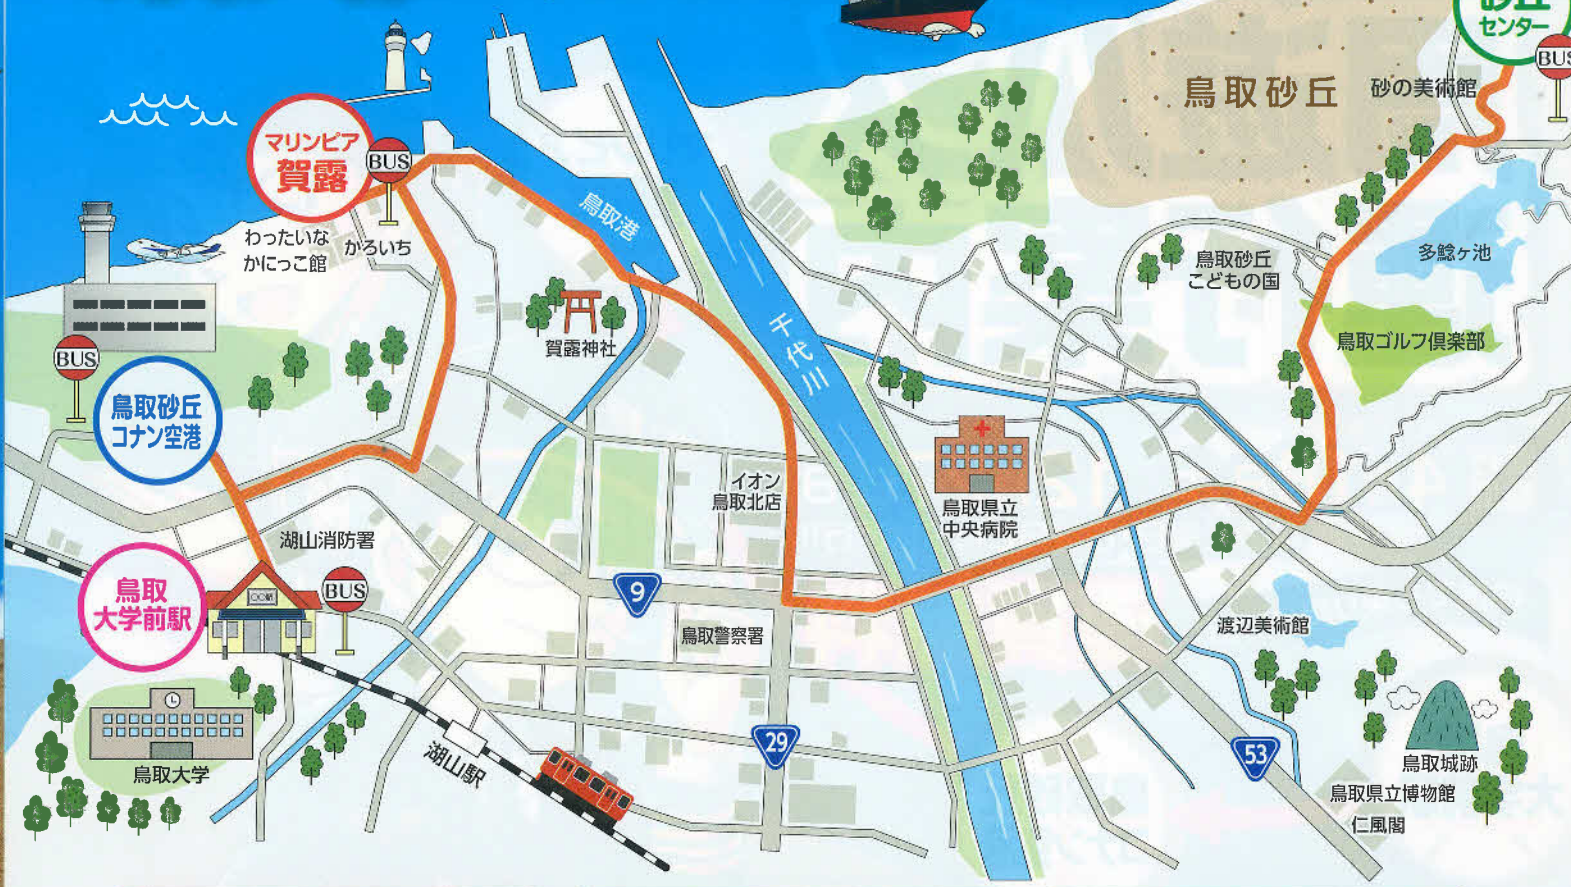 砂丘
センター
BUS
鳥取砂丘
砂の美術館
マリンピア
賀露
BUS
わったいな
かにっこ館
かろいち
鳥取港
鳥取砂丘
こどもの国
多鯰ヶ池
鳥取ゴルフ倶楽部
賀露神社
千代川
BUS
鳥取砂丘
コナン空港
イオン
鳥取北店
鳥取県立
中央病院
湖山消防署
鳥取
大学前駅
〇〇駅
BUS
9
鳥取警察署
渡辺美術館
鳥取大学
湖山駅
29
53
鳥取城跡
鳥取県立博物館
仁風閣